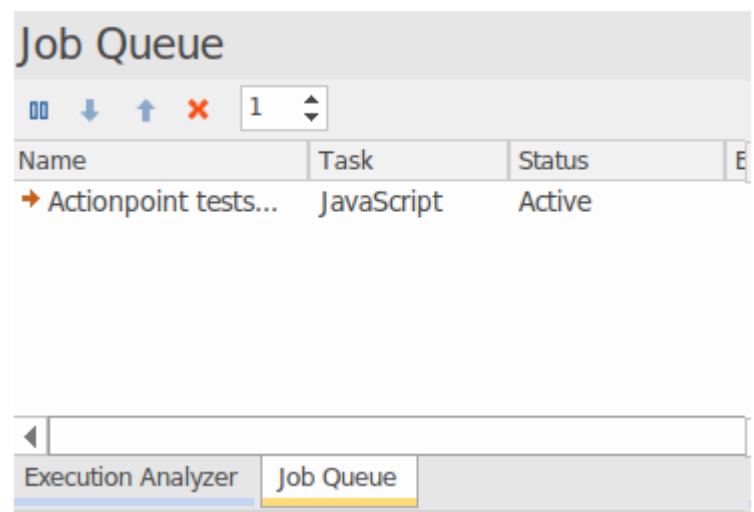 Job Queue
1
Name Task Status E
Actionpoint tests... JavaScript Active
Execution Analyzer Job Queue